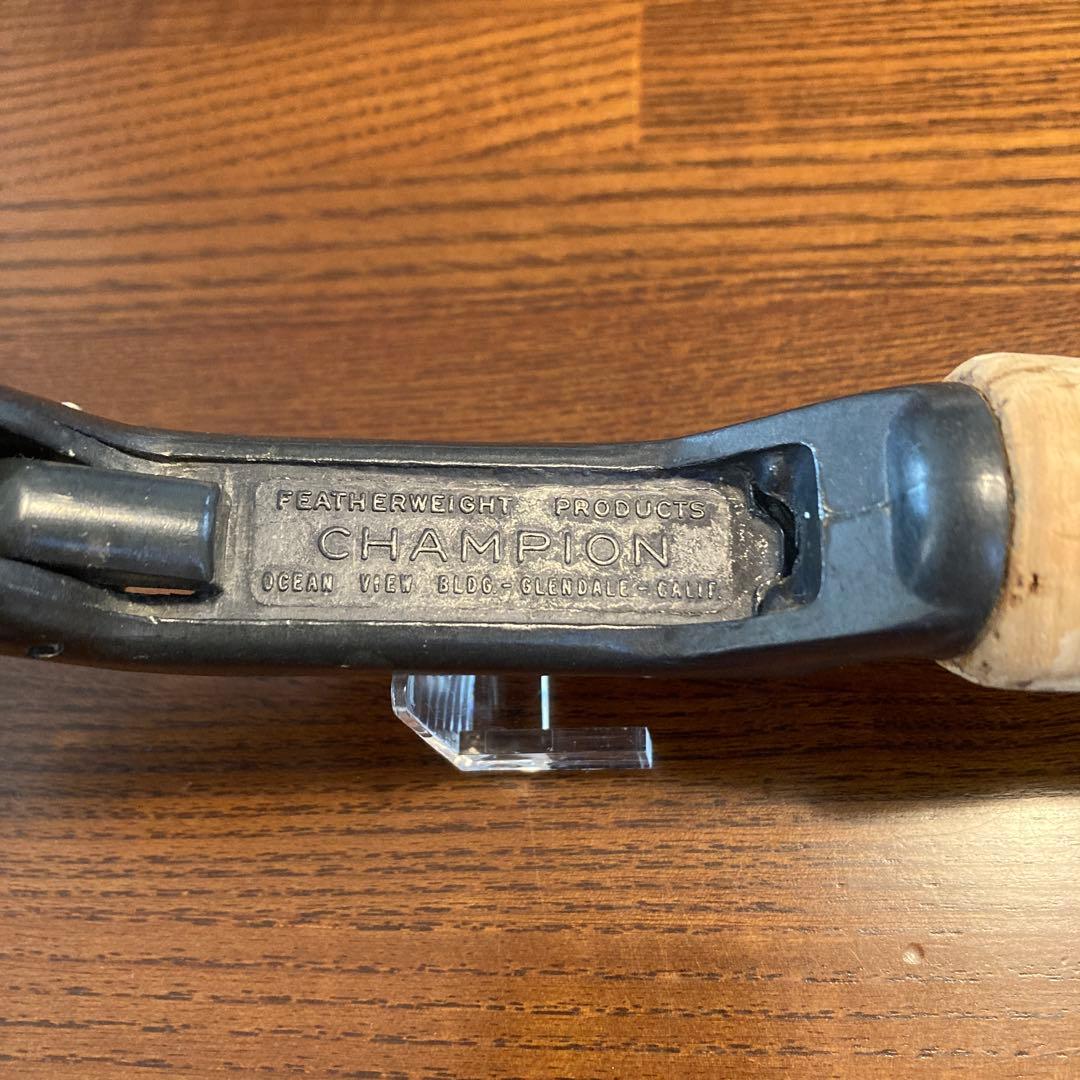 FEATHERWEIGHT PRODUCTS
CHAMPION
OCEAN VIEW BLDG.-GLENDALE-CALIF.